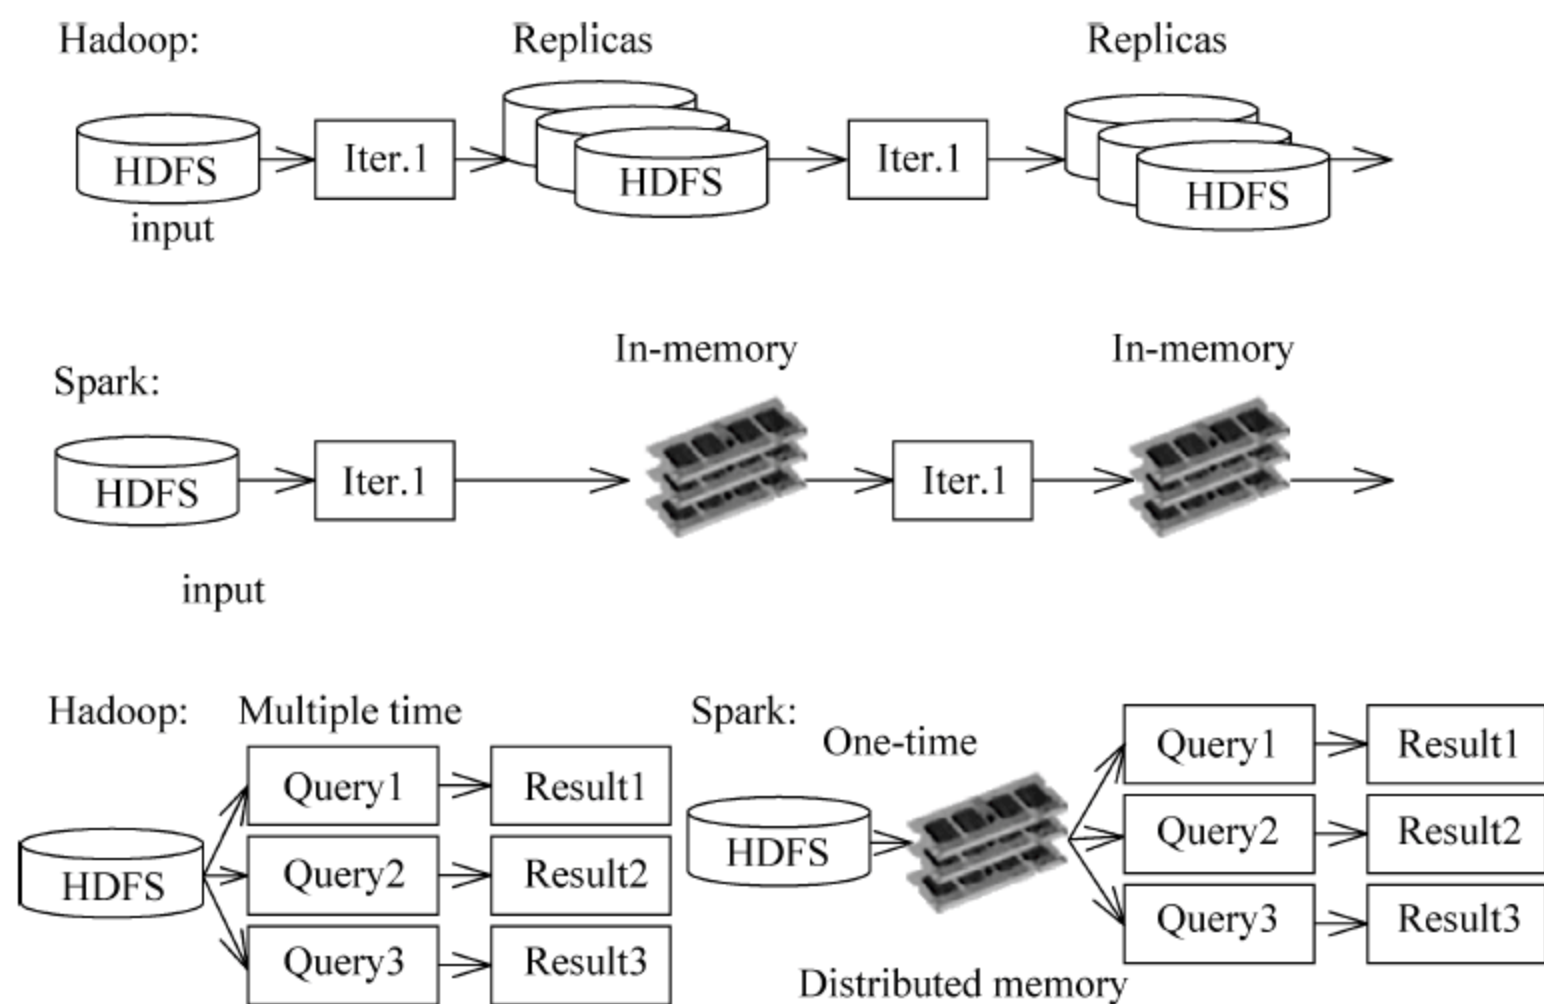 Hadoop:
Replicas
Replicas
HDFS
Iter.1
HDFS
Iter.1
HDFS
input
Spark:
In-memory
In-memory
HDFS
Iter.1
Iter.1
input
Hadoop:
Multiple time
HDFS
Query1
Result1
Query2
Result2
Query3
Result3
Spark:
One-time
HDFS
Distributed memory
Query1
Result1
Query2
Result2
Query3
Result3